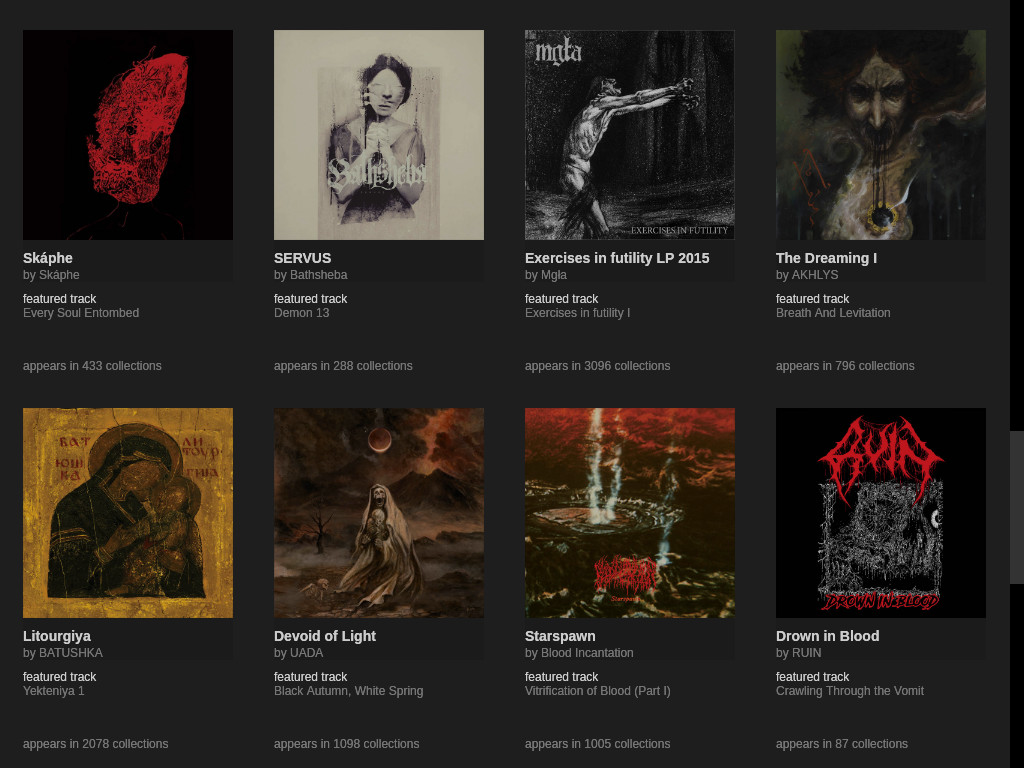 mgła
EXERCISES IN FUTILITY
Bathsheba
Skáphe
by Skáphe
featured track
Every Soul Entombed
appears in 433 collections
SERVUS
by Bathsheba
featured track
Demon 13
appears in 288 collections
Exercises in futility LP 2015
by Mgła
featured track
Exercises in futility I
appears in 3096 collections
The Dreaming I
by AKHLYS
featured track
Breath And Levitation
appears in 796 collections
RUIN
DROWN IN BLOOD
Litourgiya
by BATUSHKA
featured track
Yekteniya 1
appears in 2078 collections
Devoid of Light
by UADA
featured track
Black Autumn, White Spring
appears in 1098 collections
Starspawn
by Blood Incantation
featured track
Vitrification of Blood (Part I)
appears in 1005 collections
Drown in Blood
by RUIN
featured track
Crawling Through the Vomit
appears in 87 collections